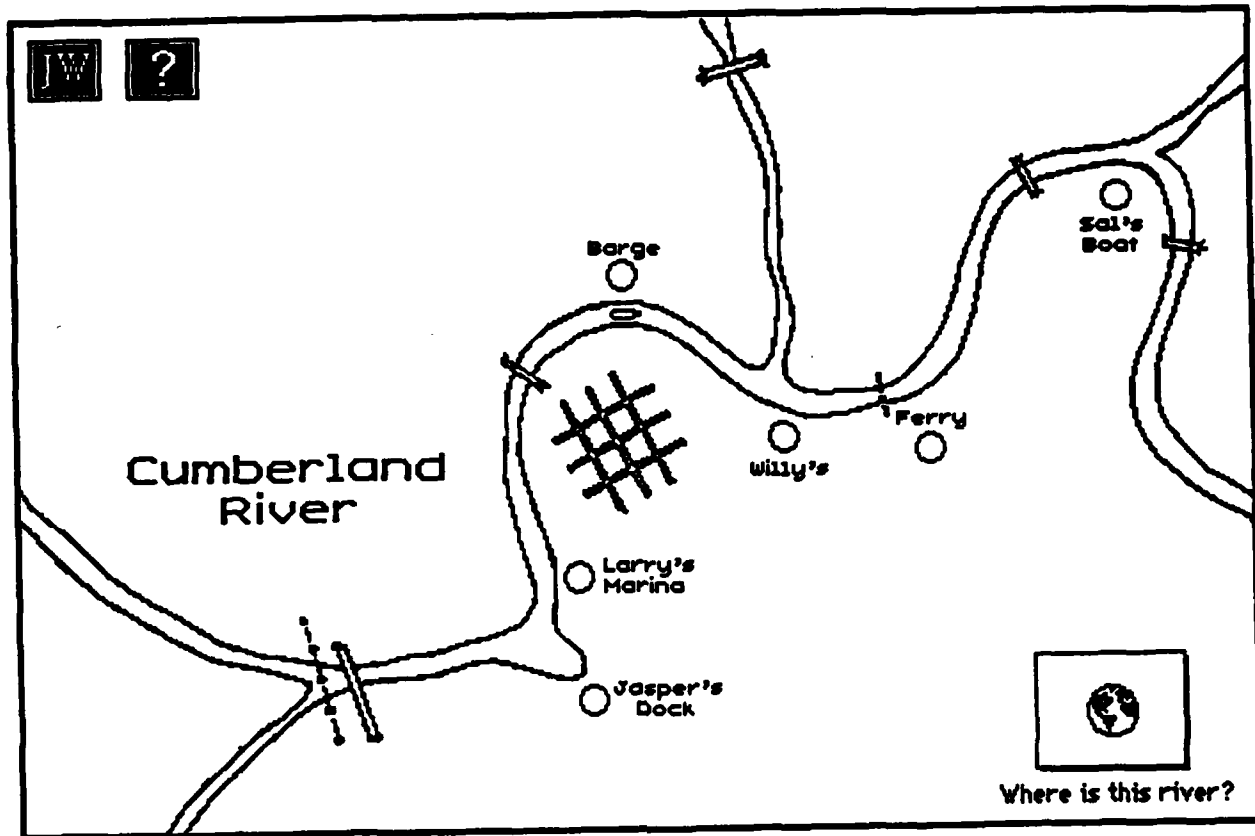 JW
?
Barge
Sal's
Boat
Ferry
Willy's
Cumberland
River
Larry's
Marina
Jasper's
Dock
Where is this river?